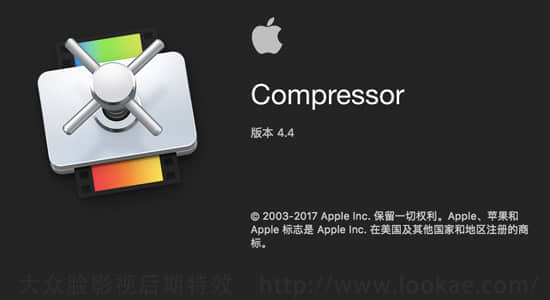 Compressor
版本 4.4
© 2003-2017 Apple Inc. 保留一切权利。Apple、苹果和
Apple 标志是 Apple Inc. 在美国及其他国家和地区注册的商
标。
大众脸影视后期特效 http://www.lookae.com/